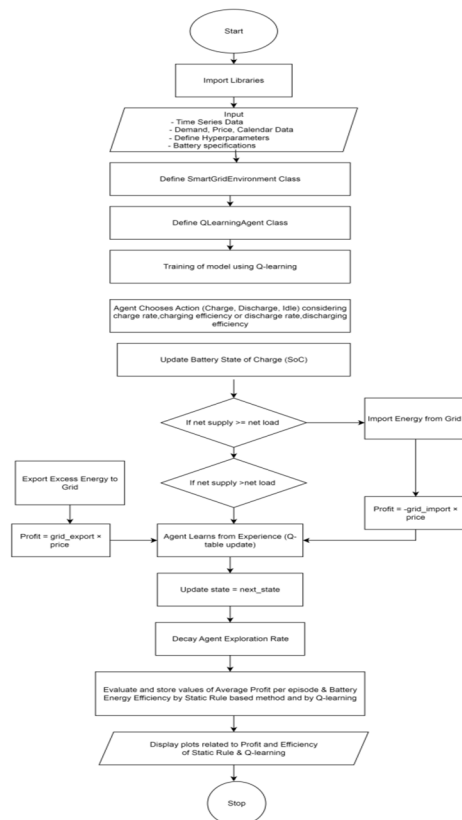 Start
Import Libraries
Input
- Time Series Data
- Demand, Price, Calendar Data
- Define Hyperparameters
- Battery specifications
Define SmartGridEnvironment Class
Define QLearningAgent Class
Training of model using Q-learning
Agent Chooses Action (Charge, Discharge, Idle) considering
charge rate,charging efficiency or discharge rate,discharging
efficiency
Update Battery State of Charge (SoC)
If net supply >= net load
Import Energy from Grid
If net supply >net load
Export Excess Energy to
Grid
Profit = -grid_import ×
price
Profit = grid_export ×
price
Agent Learns from Experience (Q-
table update)
Update state = next_state
Decay Agent Exploration Rate
Evaluate and store values of Average Profit per episode & Battery
Energy Efficiency by Static Rule based method and by Q-learning
Display plots related to Profit and Efficiency
of Static Rule & Q-learning
Stop